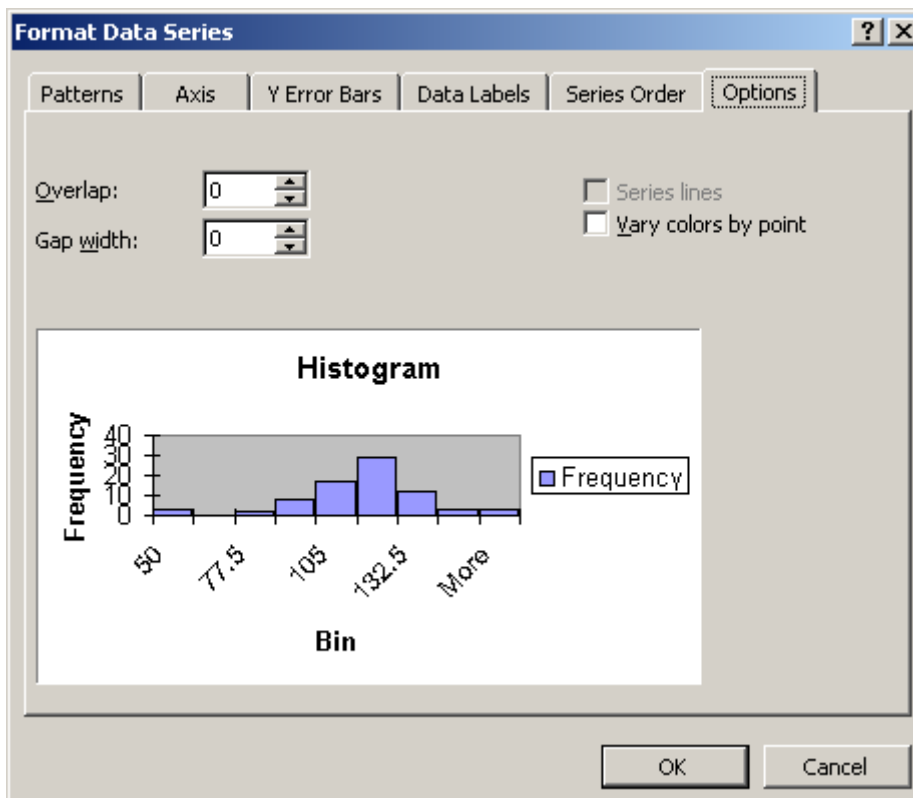 Format Data Series
Patterns Axis Y Error Bars Data Labels Series Order Options
Overlap: 0
Series lines
Gap width: 0
Vary colors by point
Histogram
Frequency
40
30
20
10
0
Frequency
50 77.5 105 132.5 More
Bin
OK Cancel